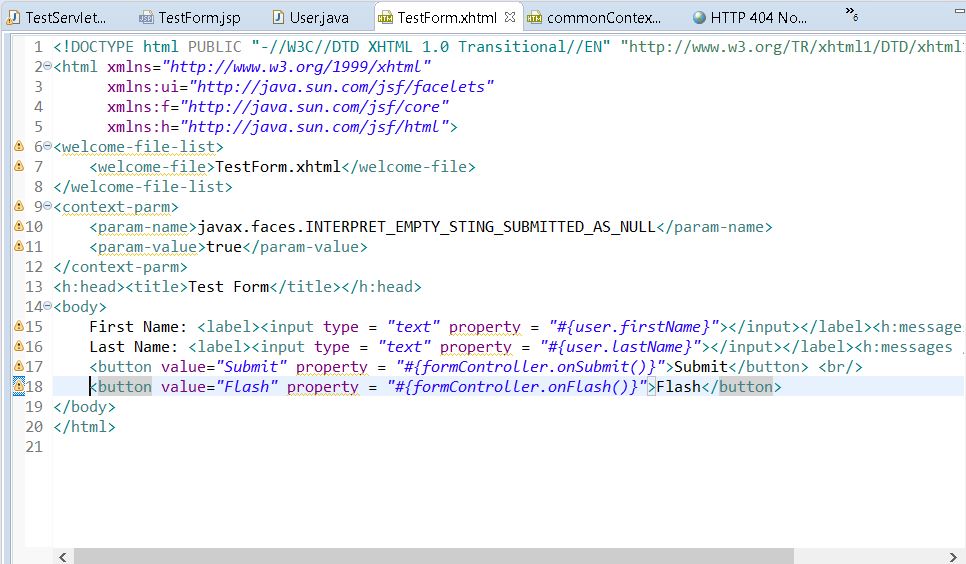 TestServlet... TestForm.jsp User.java TestForm.xhtml commonContex... HTTP 404 No... » 6
1 <!DOCTYPE html PUBLIC "-//W3C//DTD XHTML 1.0 Transitional//EN" "http://www.w3.org/TR/xhtml1/DTD/xhtml1
2 <html xmlns="http://www.w3.org/1999/xhtml"
3 xmlns:ui="http://java.sun.com/jsf/facelets"
4 xmlns:f="http://java.sun.com/jsf/core"
5 xmlns:h="http://java.sun.com/jsf/html">
6 <welcome-file-list>
7 <welcome-file>TestForm.xhtml</welcome-file>
8 </welcome-file-list>
9 <context-parm>
10 <param-name>javax.faces.INTERPRET_EMPTY_STING_SUBMITTED_AS_NULL</param-name>
11 <param-value>true</param-value>
12 </context-parm>
13 <h:head><title>Test Form</title></h:head>
14 <body>
15 First Name: <label><input type = "text" property = "#{user.firstName}"></input></label><h:messages
16 Last Name: <label><input type = "text" property = "#{user.lastName}"></input></label><h:messages
17 <button value="Submit" property = "#{formController.onSubmit()}">Submit</button> <br/>
18 <button value="Flash" property = "#{formController.onFlash()}">Flash</button>
19 </body>
20 </html>
21